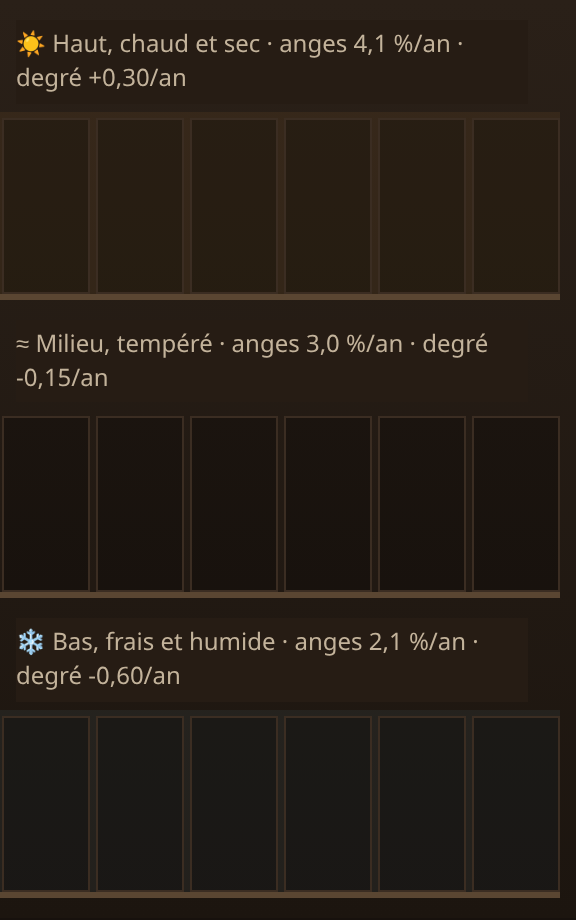 ☀️ Haut, chaud et sec · anges 4,1 %/an ·
degré +0,30/an
≈ Milieu, tempéré · anges 3,0 %/an · degré
-0,15/an
❄️ Bas, frais et humide · anges 2,1 %/an ·
degré -0,60/an